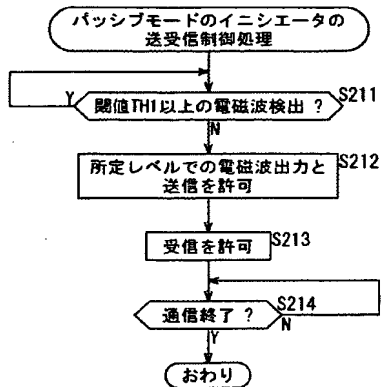 パッシブモードのイニシエータの
送受信制御処理
Y
閾値TH1以上の電磁波検出 ?
S211
N
所定レベルでの電磁波出力と
送信を許可
S212
受信を許可
S213
通信終了 ?
S214
N
Y
おわり